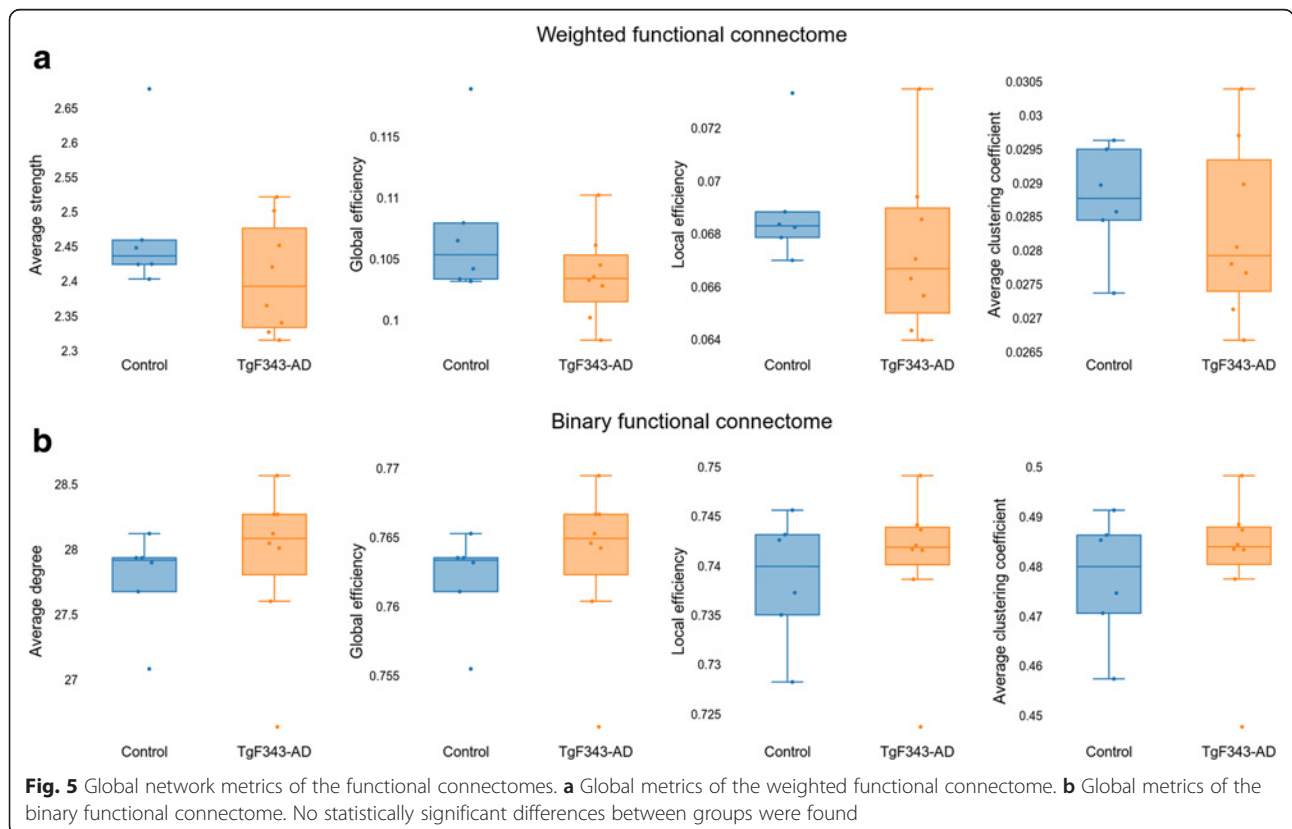 Weighted functional connectome
a
Average strength
2.65
2.6
2.55
2.5
2.45
2.4
2.35
2.3
Control
TgF343-AD
Global efficiency
0.115
0.11
0.105
0.1
Control
TgF343-AD
Local efficiency
0.072
0.07
0.068
0.066
0.064
Control
TgF343-AD
Average clustering coefficient
0.0305
0.03
0.0295
0.029
0.0285
0.028
0.0275
0.027
0.0265
Control
TgF343-AD
Binary functional connectome
b
Average degree
28.5
28
27.5
27
Control
TgF343-AD
Global efficiency
0.77
0.765
0.76
0.755
Control
TgF343-AD
Local efficiency
0.75
0.745
0.74
0.735
0.73
0.725
Control
TgF343-AD
Average clustering coefficient
0.5
0.49
0.48
0.47
0.46
0.45
Control
TgF343-AD
Fig. 5 Global network metrics of the functional connectomes. a Global metrics of the weighted functional connectome. b Global metrics of the
binary functional connectome. No statistically significant differences between groups were found